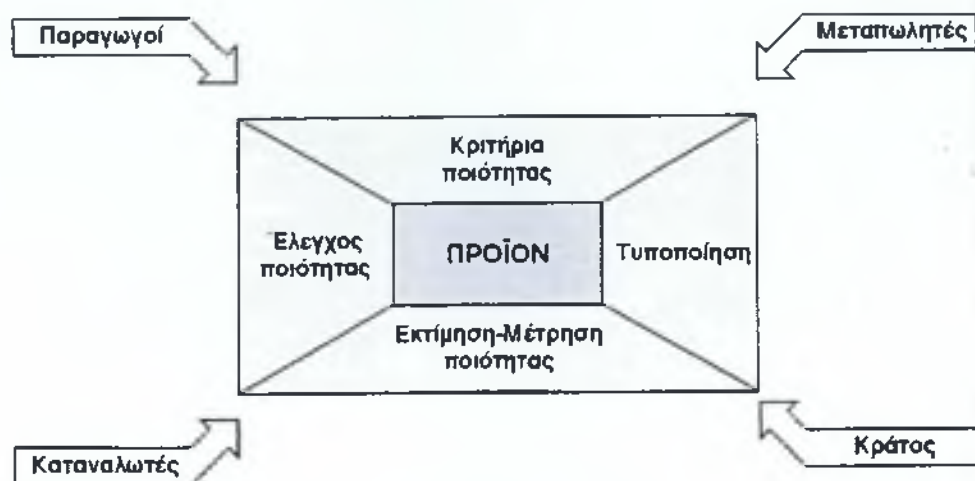 Παραγωγοί
Μεταπωλητές
Κριτήρια
ποιότητας
Ελεγχος
ποιότητας
ΠΡΟΪΟΝ
Τυποποίηση
Εκτίμηση-Μέτρηση
ποιότητας
Καταναλωτές
Κράτος